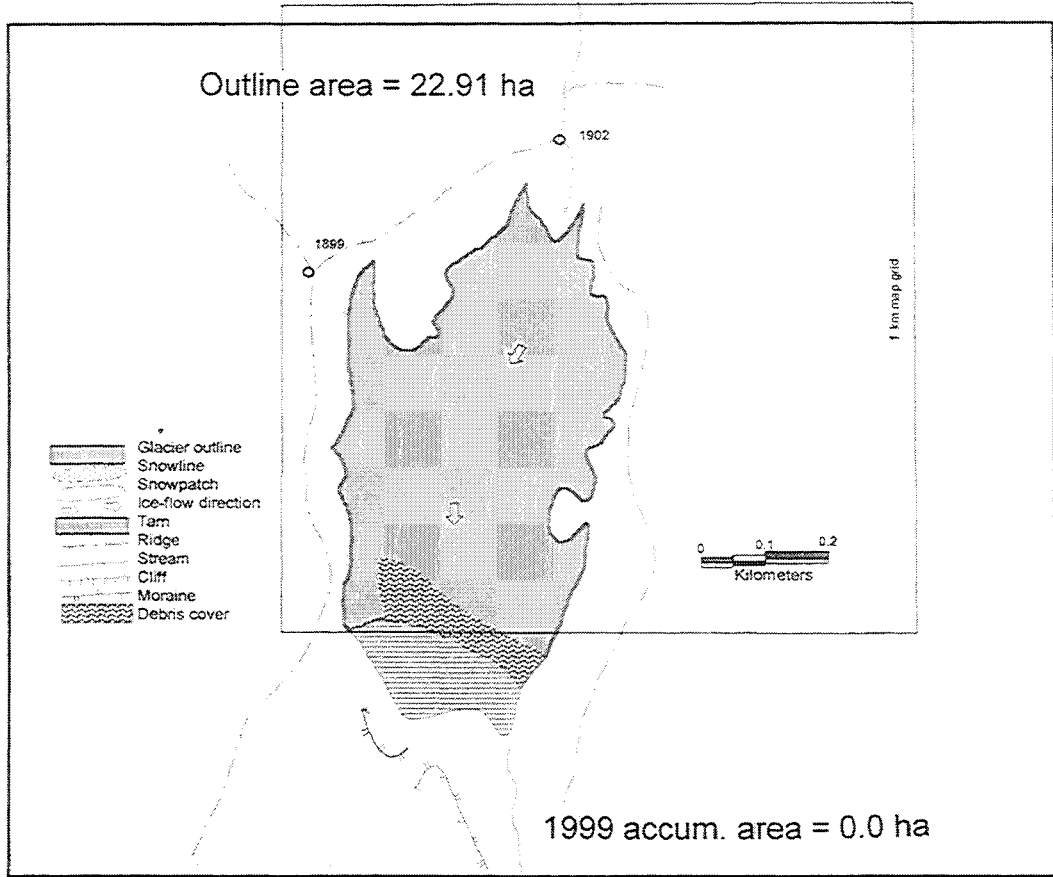 Outline area = 22.91 ha
1902
1899
1 km map grid
Glacier outline
Snowline
Snowpatch
Ice-flow direction
Tarn
Ridge
Stream
Cliff
Moraine
Debris cover
0 0.1 0.2
Kilometers
1999 accum. area = 0.0 ha